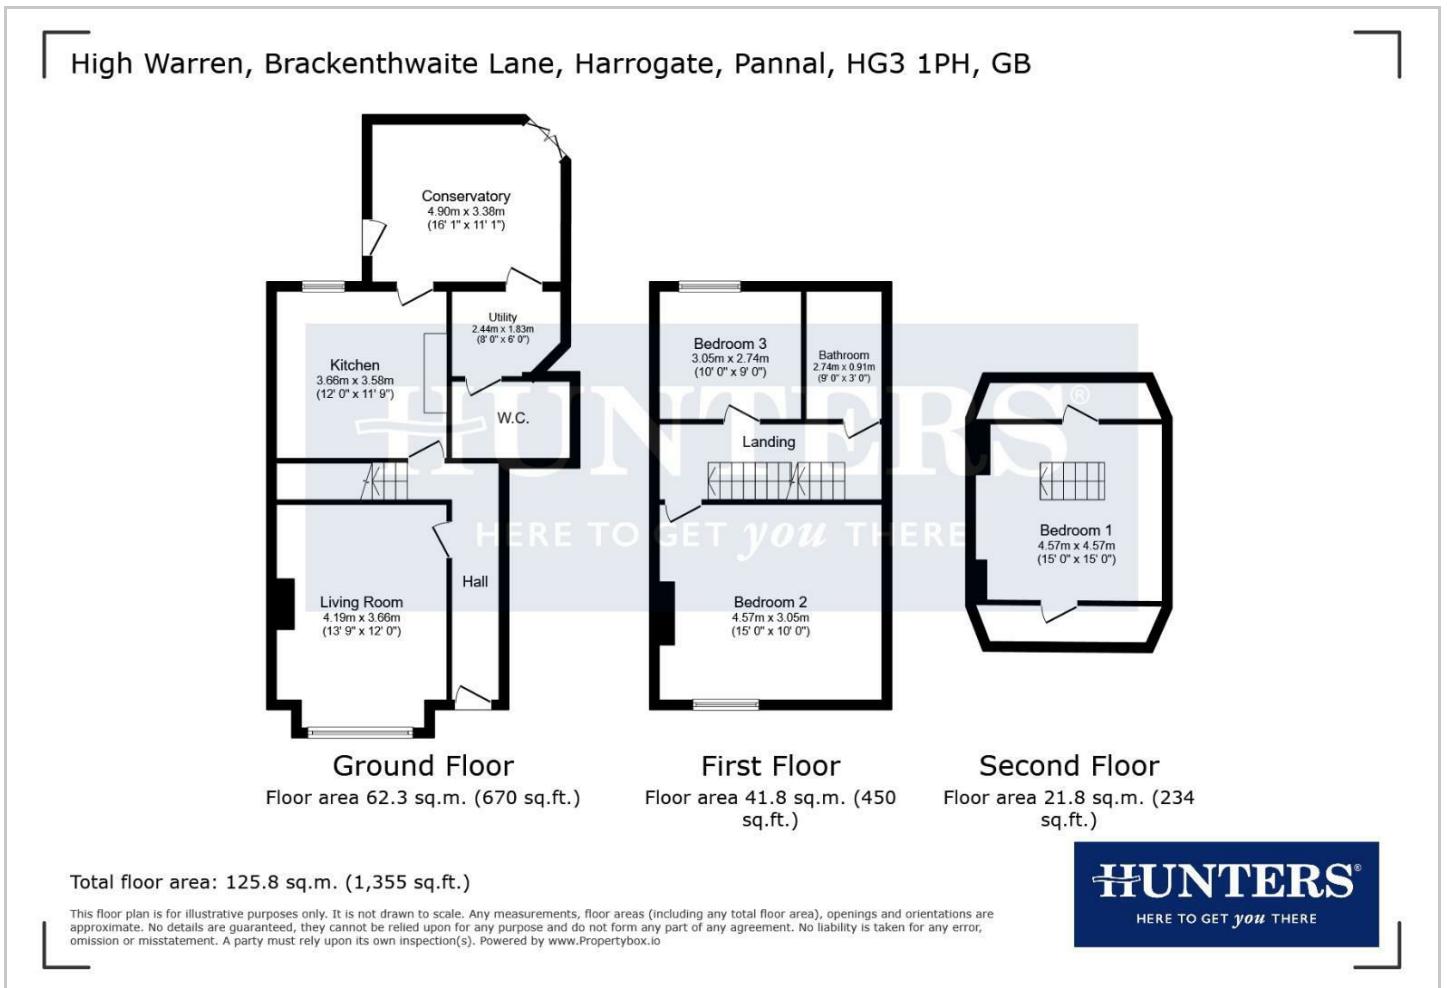 High Warren, Brackenthwaite Lane, Harrogate, Pannal, HG3 1PH, GB
Conservatory
4.90m x 3.38m
(16' 1" x 11' 1")
Utility
2.44m x 1.83m
(8' 0" x 6' 0")
Kitchen
3.66m x 3.58m
(12' 0" x 11' 9")
W.C.
Hall
Living Room
4.19m x 3.66m
(13' 9" x 12' 0")
Bedroom 3
3.05m x 2.74m
(10' 0" x 9' 0")
Bathroom
2.74m x 0.91m
(9' 0" x 3' 0")
Landing
Bedroom 2
4.57m x 3.05m
(15' 0" x 10' 0")
Bedroom 1
4.57m x 4.57m
(15' 0" x 15' 0")
HUNTERS®
HERE TO GET you THERE
Ground Floor
Floor area 62.3 sq.m. (670 sq.ft.)
First Floor
Floor area 41.8 sq.m. (450
sq.ft.)
Second Floor
Floor area 21.8 sq.m. (234
sq.ft.)
Total floor area: 125.8 sq.m. (1,355 sq.ft.)
This floor plan is for illustrative purposes only. It is not drawn to scale. Any measurements, floor areas (including any total floor area), openings and orientations are
approximate. No details are guaranteed, they cannot be relied upon for any purpose and do not form any part of any agreement. No liability is taken for any error,
omission or misstatement. A party must rely upon its own inspection(s). Powered by www.Propertybox.io
HUNTERS®
HERE TO GET you THERE